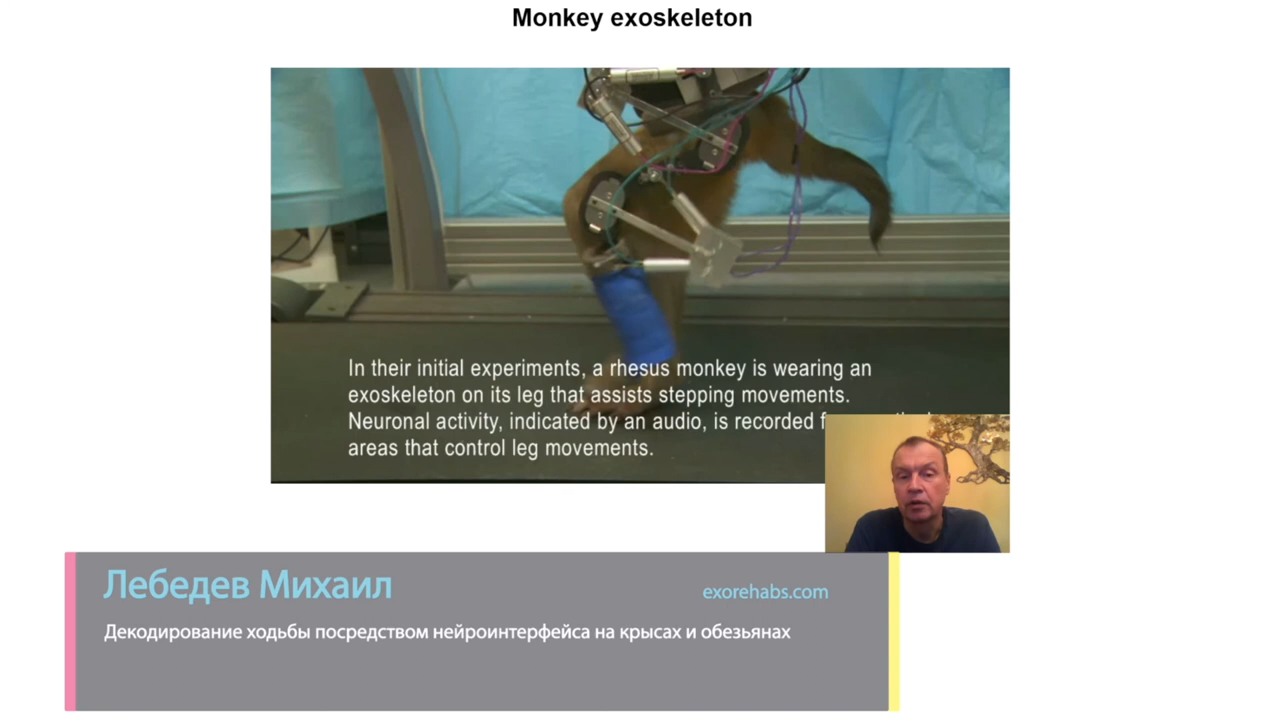 Monkey exoskeleton
In their initial experiments, a rhesus monkey is wearing an
exoskeleton on its leg that assists stepping movements.
Neuronal activity, indicated by an audio, is recorded
areas that control leg movements.
Лебедев Михаил
exorehabs.com
Декодирование ходьбы посредством нейроинтерфейса на крысах и обезьянах